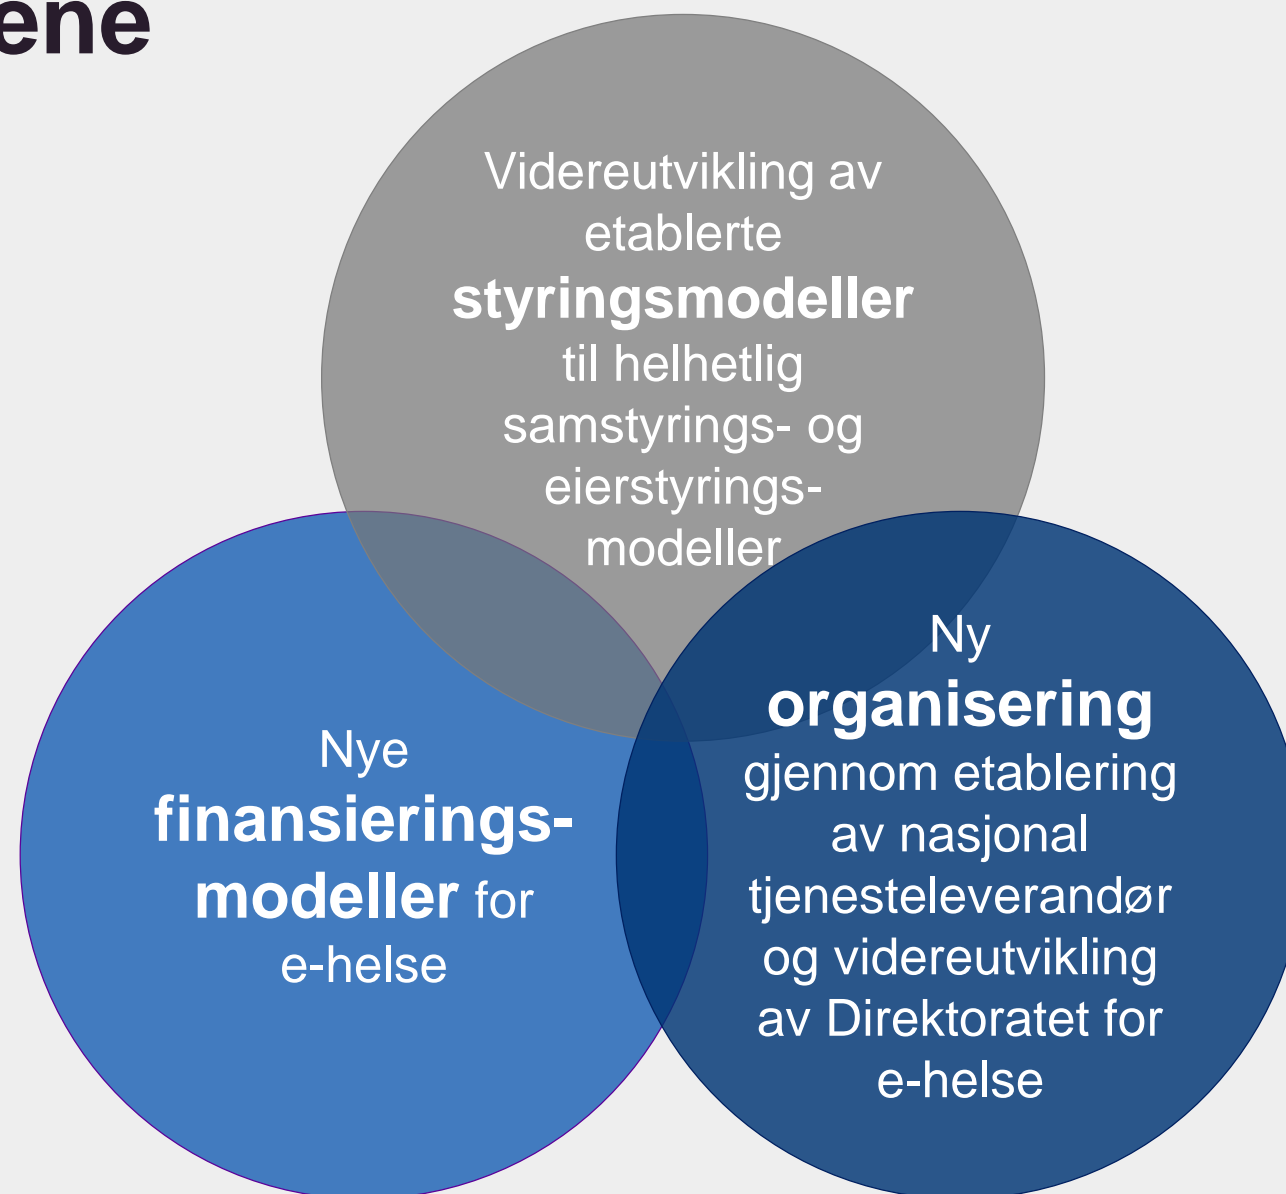 ene
Videreutvikling av
etablerte
styringsmodeller
til helhetlig
samstyrings- og
eierstyrings-
modeller
Nye
finansierings-
modeller for
e-helse
Ny
organisering
gjennom etablering
av nasjonal
tjenesteleverandør
og videreutvikling
av Direktoratet for
e-helse